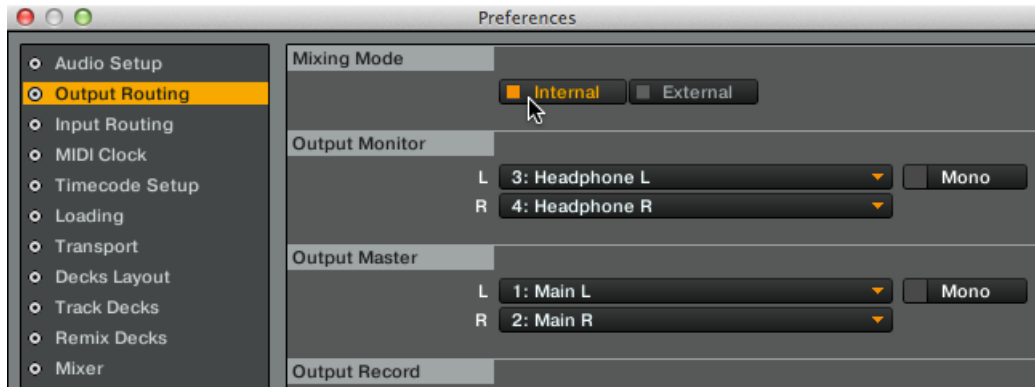 Preferences
Audio Setup
Output Routing
Input Routing
MIDI Clock
Timecode Setup
Loading
Transport
Decks Layout
Track Decks
Remix Decks
Mixer
Mixing Mode
Internal External
Output Monitor
L 3: Headphone L Mono
R 4: Headphone R
Output Master
L 1: Main L Mono
R 2: Main R
Output Record